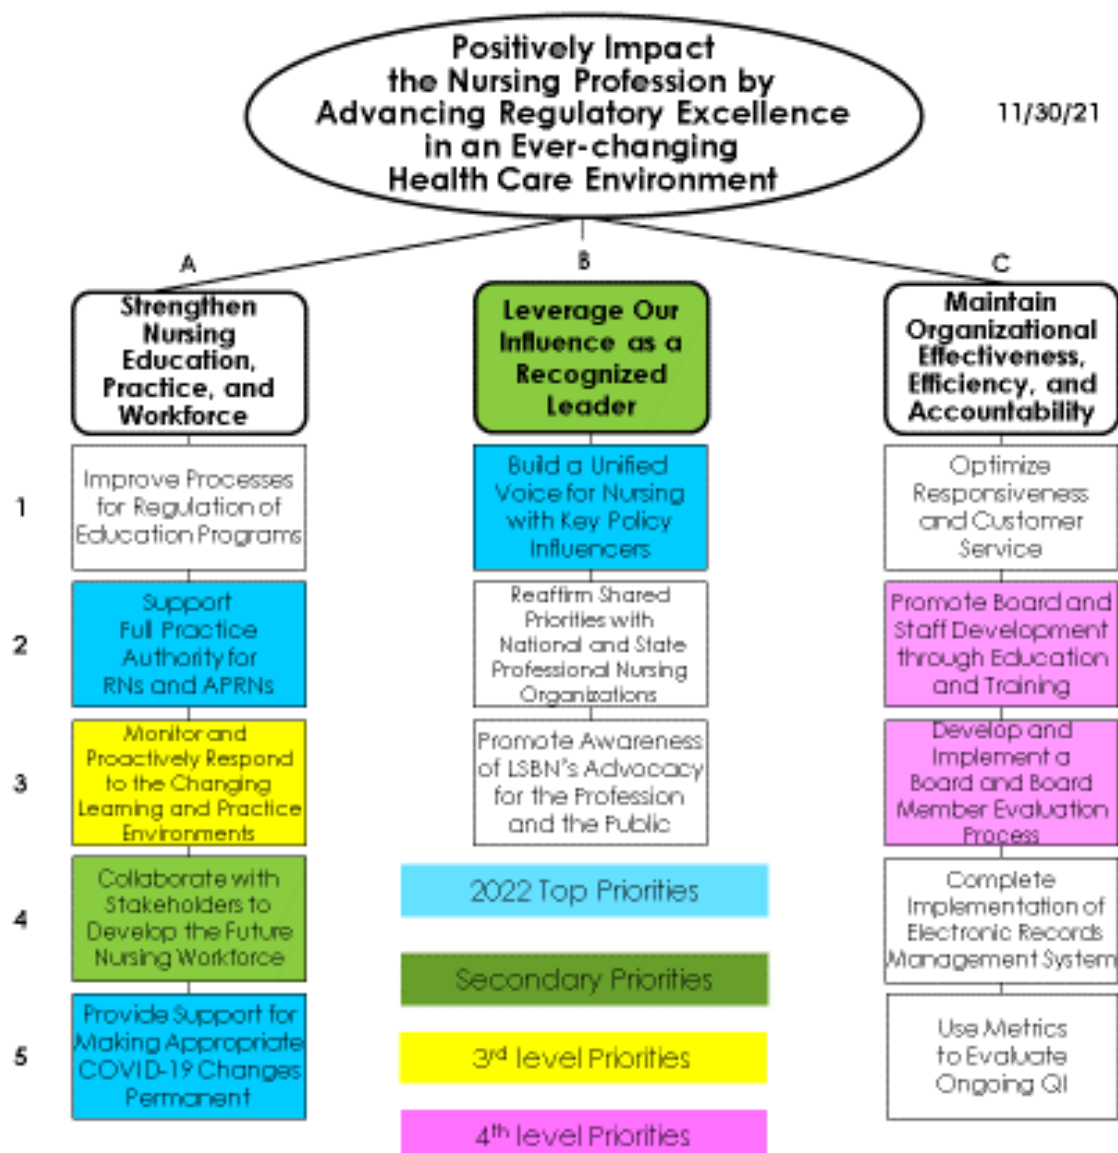 Positively Impact
the Nursing Profession by
Advancing Regulatory Excellence
in an Ever-changing
Health Care Environment
11/30/21
A
B
C
Strengthen
Nursing
Education,
Practice, and
Workforce
Leverage Our
Influence as a
Recognized
Leader
Maintain
Organizational
Effectiveness,
Efficiency, and
Accountability
1
Improve Processes
for Regulation of
Education Programs
Build a Unified
Voice for Nursing
with Key Policy
Influencers
Optimize
Responsiveness
and Customer
Service
2
Support
Full Practice
Authority for
RNs and APRNs
Reaffirm Shared
Priorities with
National and State
Professional Nursing
Organizations
Promote Board and
Staff Development
through Education
and Training
3
Monitor and
Proactively Respond
to the Changing
Learning and Practice
Environments
Promote Awareness
of LSBN's Advocacy
for the Profession
and the Public
Develop and
Implement a
Board and Board
Member Evaluation
Process
4
Collaborate with
Stakeholders to
Develop the Future
Nursing Workforce
Complete
Implementation of
Electronic Records
Management System
5
Provide Support for
Making Appropriate
COVID-19 Changes
Permanent
Use Metrics
to Evaluate
Ongoing QI
2022 Top Priorities
Secondary Priorities
3rd level Priorities
4th level Priorities